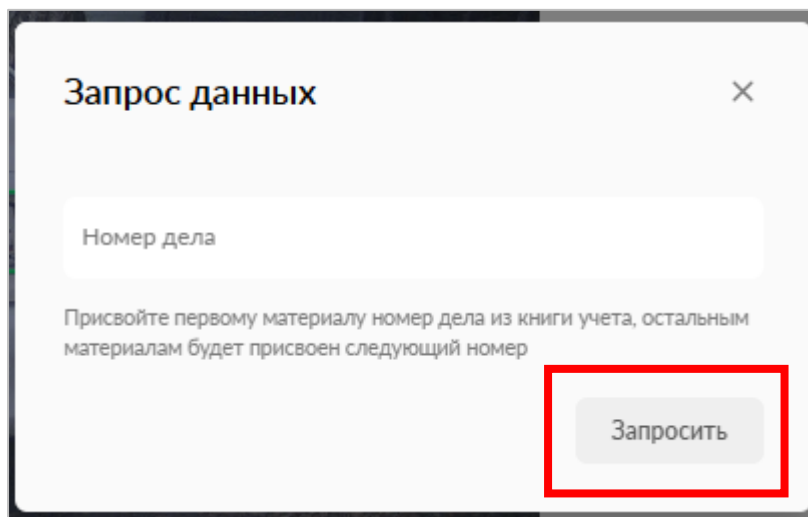 Запрос данных
Номер дела
Присвойте первому материалу номер дела из книги учета, остальным
материалам будет присвоен следующий номер
Запросить